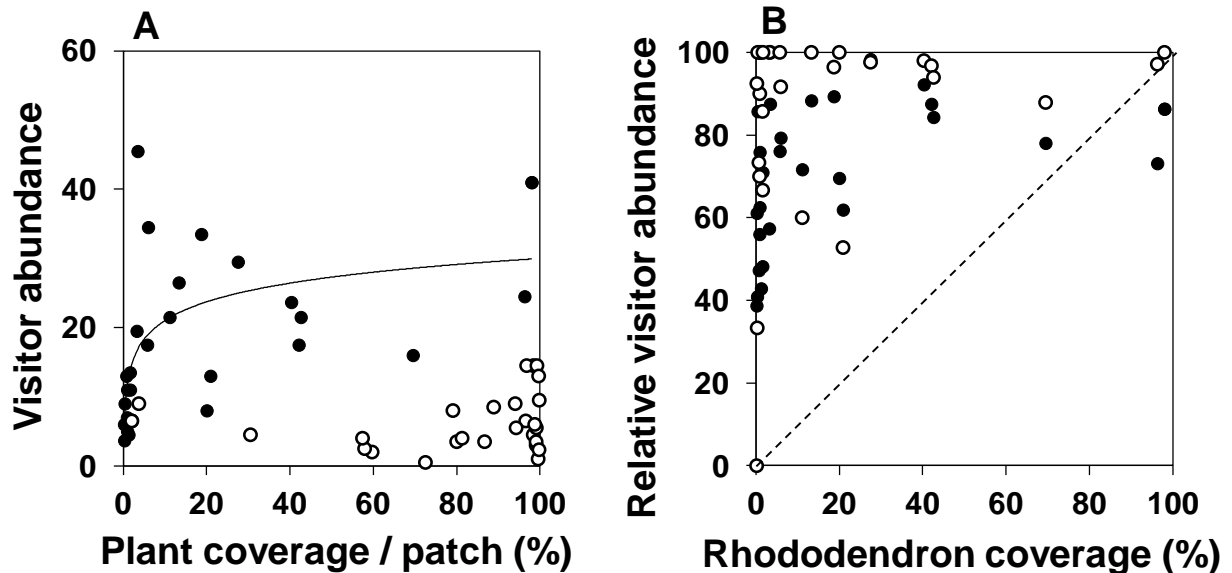 A
Visitor abundance
60
40
20
0
0 20 40 60 80 100
Plant coverage / patch (%)
B
Relative visitor abundance
100
80
60
40
20
0
0 20 40 60 80 100
Rhododendron coverage (%)